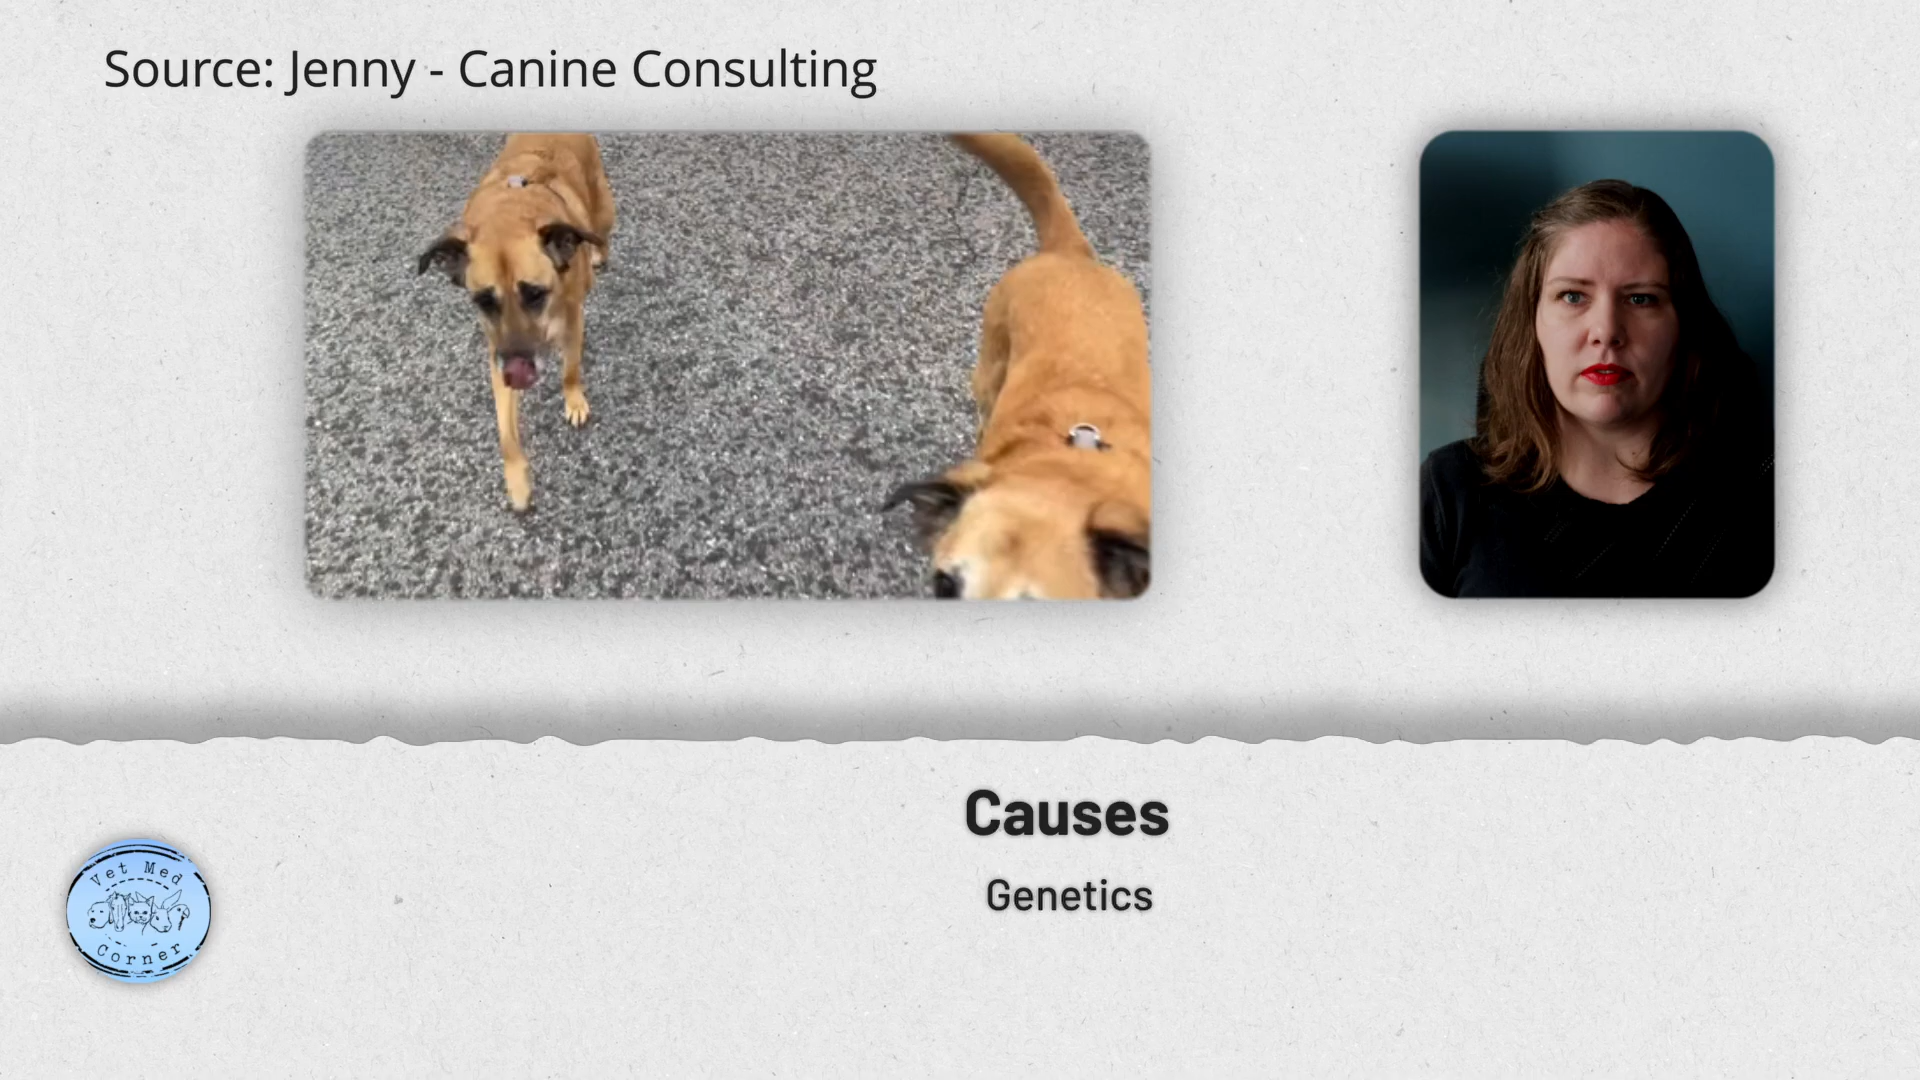 Source: Jenny - Canine Consulting
Causes
Genetics
Vet Med
Corner